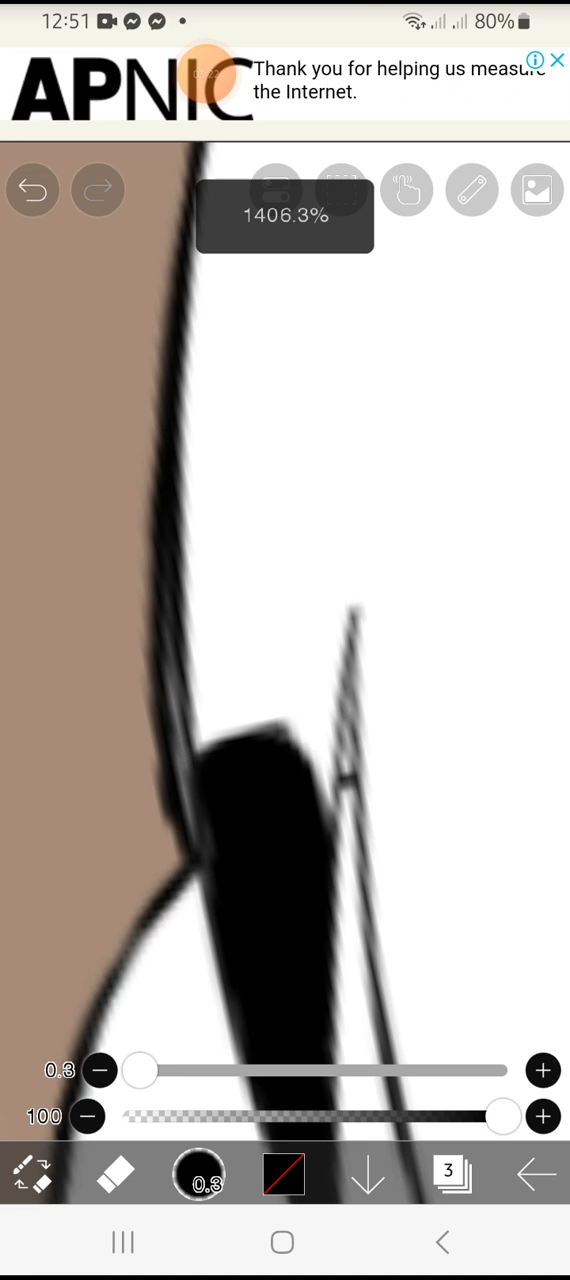 12:51
80%
APNIC
Thank you for helping us measure
the Internet.
1406.3%
0.3
100
0.3
3